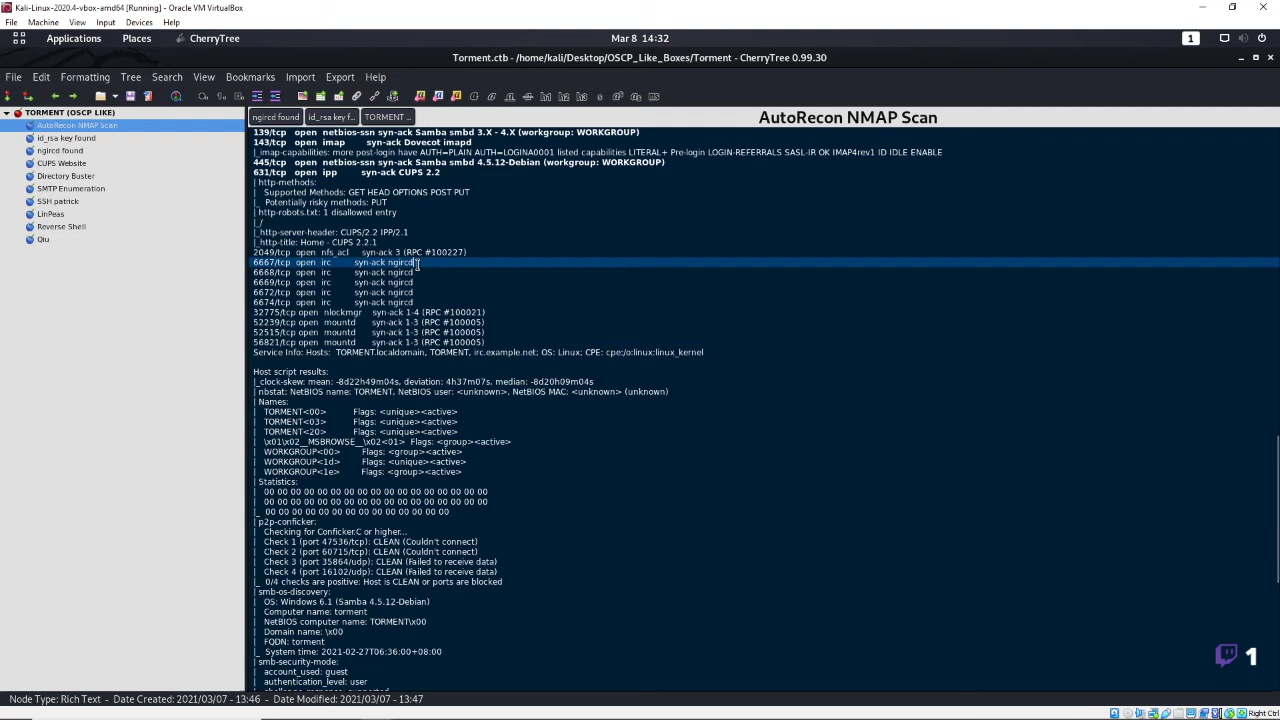 Kali-Linux-2020.4-vbox-amd64 [Running] - Oracle VM VirtualBox
File Machine View Input Devices Help
Applications Places CherryTree Mar 8 14:32 1
Torment.ctb - /home/kali/Desktop/OSCP_Like_Boxes/Torment - CherryTree 0.99.30
File Edit Formatting Tree Search View Bookmarks Import Export Help
TORMENT (OSCP LIKE)
AutoRecon NMAP Scan
id_rsa key found
ngircd found
CUPS Website
Directory Buster
SMTP Enumeration
SSH patrick
LinPeas
Reverse Shell
Qiu
ngircd found id_rsa key f... TORMENT ... AutoRecon NMAP Scan
139/tcp open netbios-ssn syn-ack Samba smbd 3.X - 4.X (workgroup: WORKGROUP)
143/tcp open imap syn-ack Dovecot imapd
|_imap-capabilities: more post-login have AUTH=PLAIN AUTH=LOGINA0001 listed capabilities LITERAL+ Pre-login LOGIN-REFERRALS SASL-IR OK IMAP4rev1 ID IDLE ENABLE
445/tcp open netbios-ssn syn-ack Samba smbd 4.5.12-Debian (workgroup: WORKGROUP)
631/tcp open ipp syn-ack CUPS 2.2
| http-methods:
| Supported Methods: GET HEAD OPTIONS POST PUT
|_ Potentially risky methods: PUT
| http-robots.txt: 1 disallowed entry
|_/
|_http-server-header: CUPS/2.2 IPP/2.1
|_http-title: Home - CUPS 2.2.1
2049/tcp open nfs_acl syn-ack 3 (RPC #100227)
6667/tcp open irc syn-ack ngircd
6668/tcp open irc syn-ack ngircd
6669/tcp open irc syn-ack ngircd
6672/tcp open irc syn-ack ngircd
6674/tcp open irc syn-ack ngircd
32775/tcp open nlockmgr syn-ack 1-4 (RPC #100021)
52239/tcp open mountd syn-ack 1-3 (RPC #100005)
52515/tcp open mountd syn-ack 1-3 (RPC #100005)
56821/tcp open mountd syn-ack 1-3 (RPC #100005)
Service Info: Hosts: TORMENT.localdomain, TORMENT, irc.example.net; OS: Linux; CPE: cpe:/o:linux:linux_kernel
Host script results:
|_clock-skew: mean: -8d22h49m04s, deviation: 4h37m07s, median: -8d20h09m04s
| nbstat: NetBIOS name: TORMENT, NetBIOS user: <unknown>, NetBIOS MAC: <unknown> (unknown)
| Names:
| TORMENT<00> Flags: <unique><active>
| TORMENT<03> Flags: <unique><active>
| TORMENT<20> Flags: <unique><active>
| \x01\x02__MSBROWSE__\x02<01> Flags: <group><active>
| WORKGROUP<00> Flags: <group><active>
| WORKGROUP<1d> Flags: <unique><active>
| WORKGROUP<1e> Flags: <group><active>
| Statistics:
| 00 00 00 00 00 00 00 00 00 00 00 00 00 00 00 00 00
| 00 00 00 00 00 00 00 00 00 00 00 00 00 00 00 00 00
|_ 00 00 00 00 00 00 00 00 00 00 00 00 00 00
| p2p-conficker:
| Checking for Conficker.C or higher...
| Check 1 (port 47536/tcp): CLEAN (Couldn't connect)
| Check 2 (port 60715/tcp): CLEAN (Couldn't connect)
| Check 3 (port 35864/udp): CLEAN (Failed to receive data)
| Check 4 (port 16102/udp): CLEAN (Failed to receive data)
|_ 0/4 checks are positive: Host is CLEAN or ports are blocked
| smb-os-discovery:
| OS: Windows 6.1 (Samba 4.5.12-Debian)
| Computer name: torment
| NetBIOS computer name: TORMENT\x00
| Domain name: \x00
| FQDN: torment
|_ System time: 2021-02-27T06:36:00+08:00
| smb-security-mode:
| account_used: guest
| authentication_level: user
1
Node Type: Rich Text - Date Created: 2021/03/07 - 13:46 - Date Modified: 2021/03/07 - 13:47
Right Ctrl